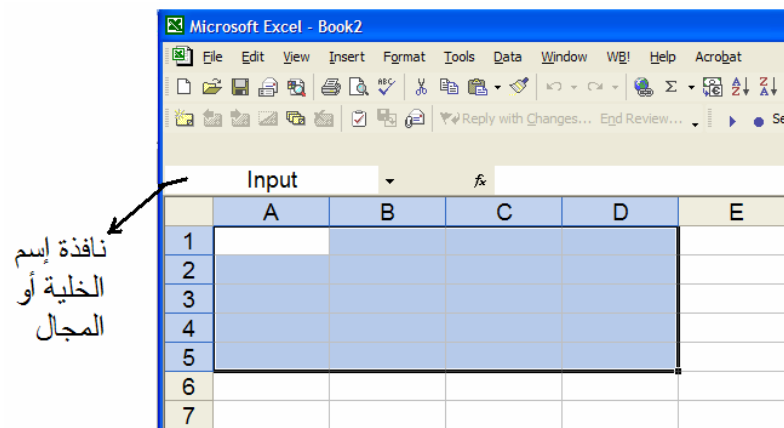 Microsoft Excel - Book2
File Edit View Insert Format Tools Data Window WB! Help Acrobat
Reply with Changes... End Review...
Input fx
A B C D E
1
2
3
4
5
6
7
نافذة إسم
الخلية أو
المجال